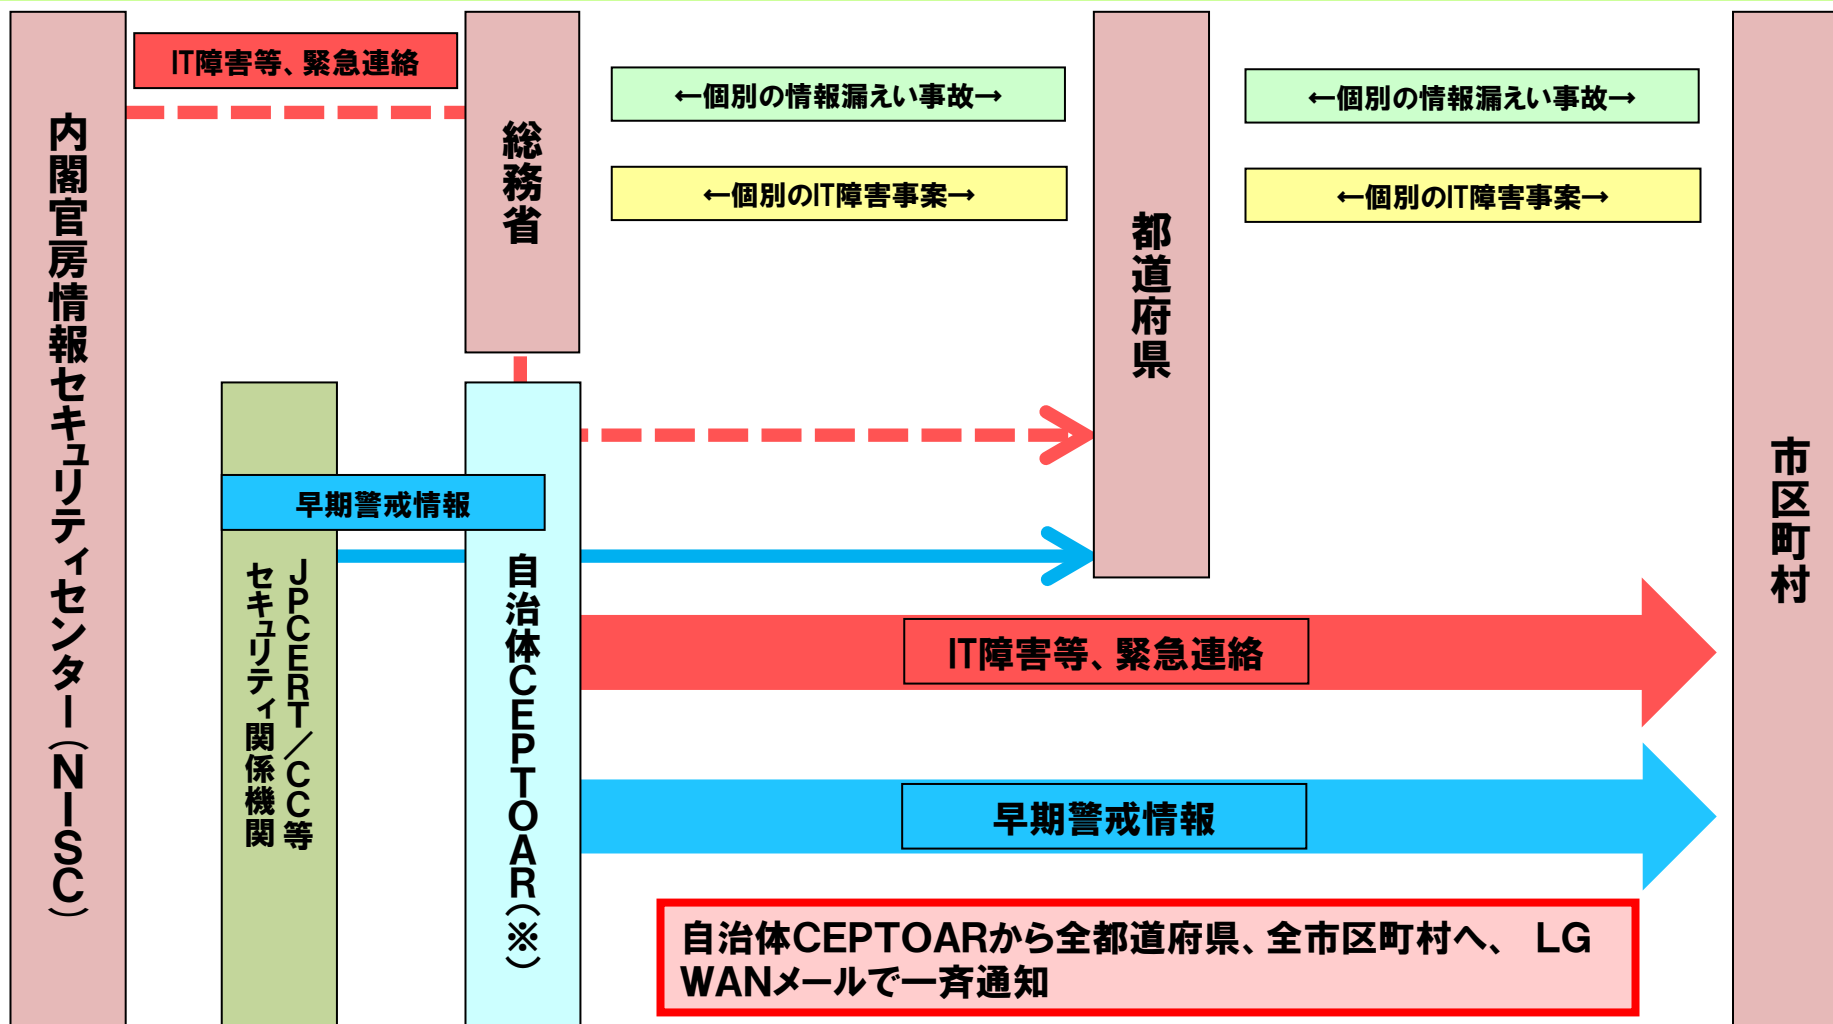 内閣官房情報セキュリティセンター(NISC)
IT障害等、緊急連絡
総務省
←個別の情報漏えい事故→
←個別のIT障害事案→
都道府県
←個別の情報漏えい事故→
←個別のIT障害事案→
市区町村
早期警戒情報
JPCERT/CC等
セキュリティ関係機関
自治体CEPTOAR(※)
IT障害等、緊急連絡
早期警戒情報
自治体CEPTOARから全都道府県、全市区町村へ、 LG
WANメールで一斉通知